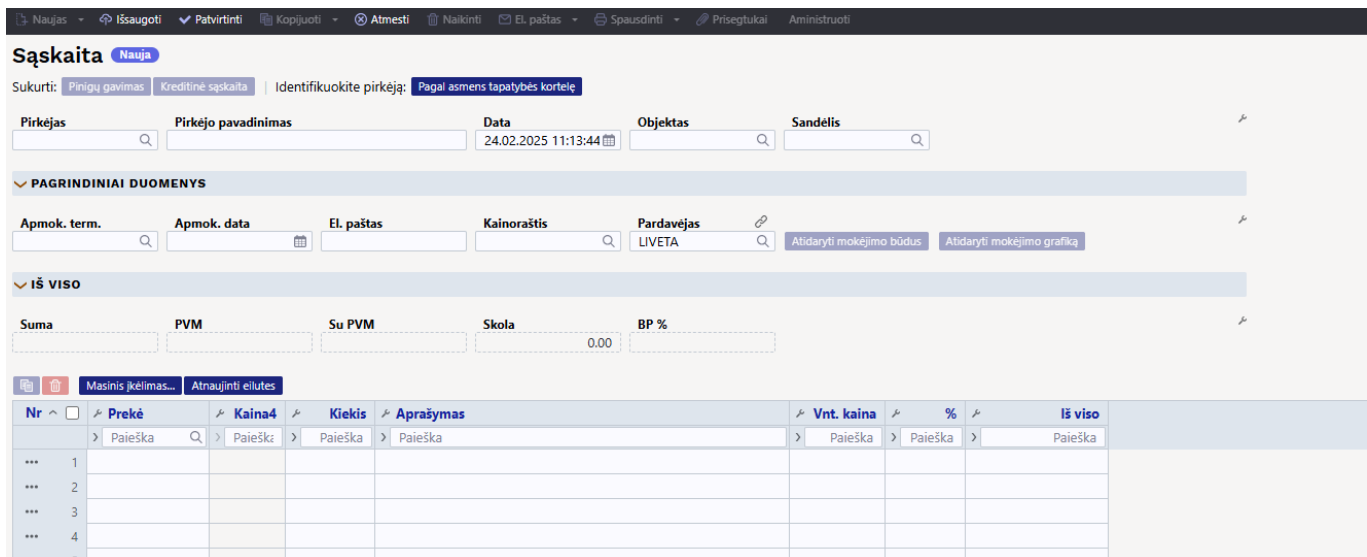 Naujas Išsaugoti Patvirtinti Kopijuoti Atmesti Naikinti El. paštas Spausdinti Prisegtukai Aministruoti
Sąskaita Nauja
Sukurti: Pinigų gavimas Kreditinė sąskaita | Identifikuokite pirkėją: Pagal asmens tapatybės kortelę
Pirkėjas Pirkėjo pavadinimas Data Objektas Sandėlis
24.02.2025 11:13:44
PAGRINDINIAI DUOMENYS
Apmok. term. Apmok. data El. paštas Kainoraštis Pardavėjas
LIVETA Atidaryti mokėjimo būdus Atidaryti mokėjimo grafiką
IŠ VISO
Suma PVM Su PVM Skola BP %
0.00
Masinis įkėlimas... Atnaujinti eilutes
Nr Prekė Kaina4 Kiekis Aprašymas Vnt. kaina % Iš viso
Paieška Paieška Paieška Paieška Paieška Paieška Paieška
1
2
3
4